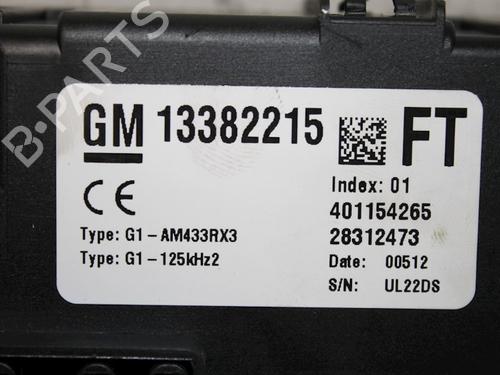 B-PARTS
GM 13382215 FT
CE
Index: 01
401154265
Type: G1-AM433RX3
28312473
Type: G1-125kHz2
Date: 00512
S/N: UL22DS